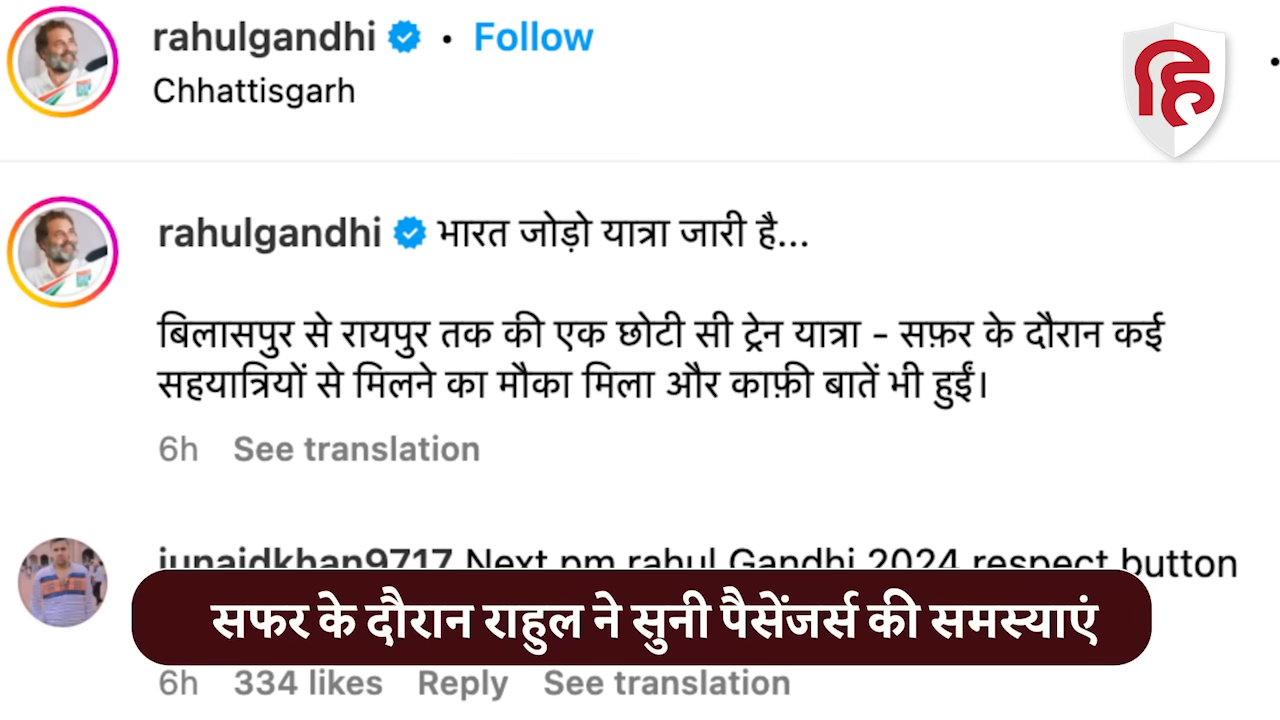 rahulgandhi • Follow
Chhattisgarh
हि
rahulgandhi भारत जोड़ो यात्रा जारी है...
बिलासपुर से रायपुर तक की एक छोटी सी ट्रेन यात्रा - सफ़र के दौरान कई
सहयात्रियों से मिलने का मौका मिला और काफ़ी बातें भी हुईं।
6h See translation
junaidkhan9717 Next pm rahul Gandhi 2024 respect button
सफर के दौरान राहुल ने सुनी पैसेंजर्स की समस्याएं
6h 334 likes Reply See translation